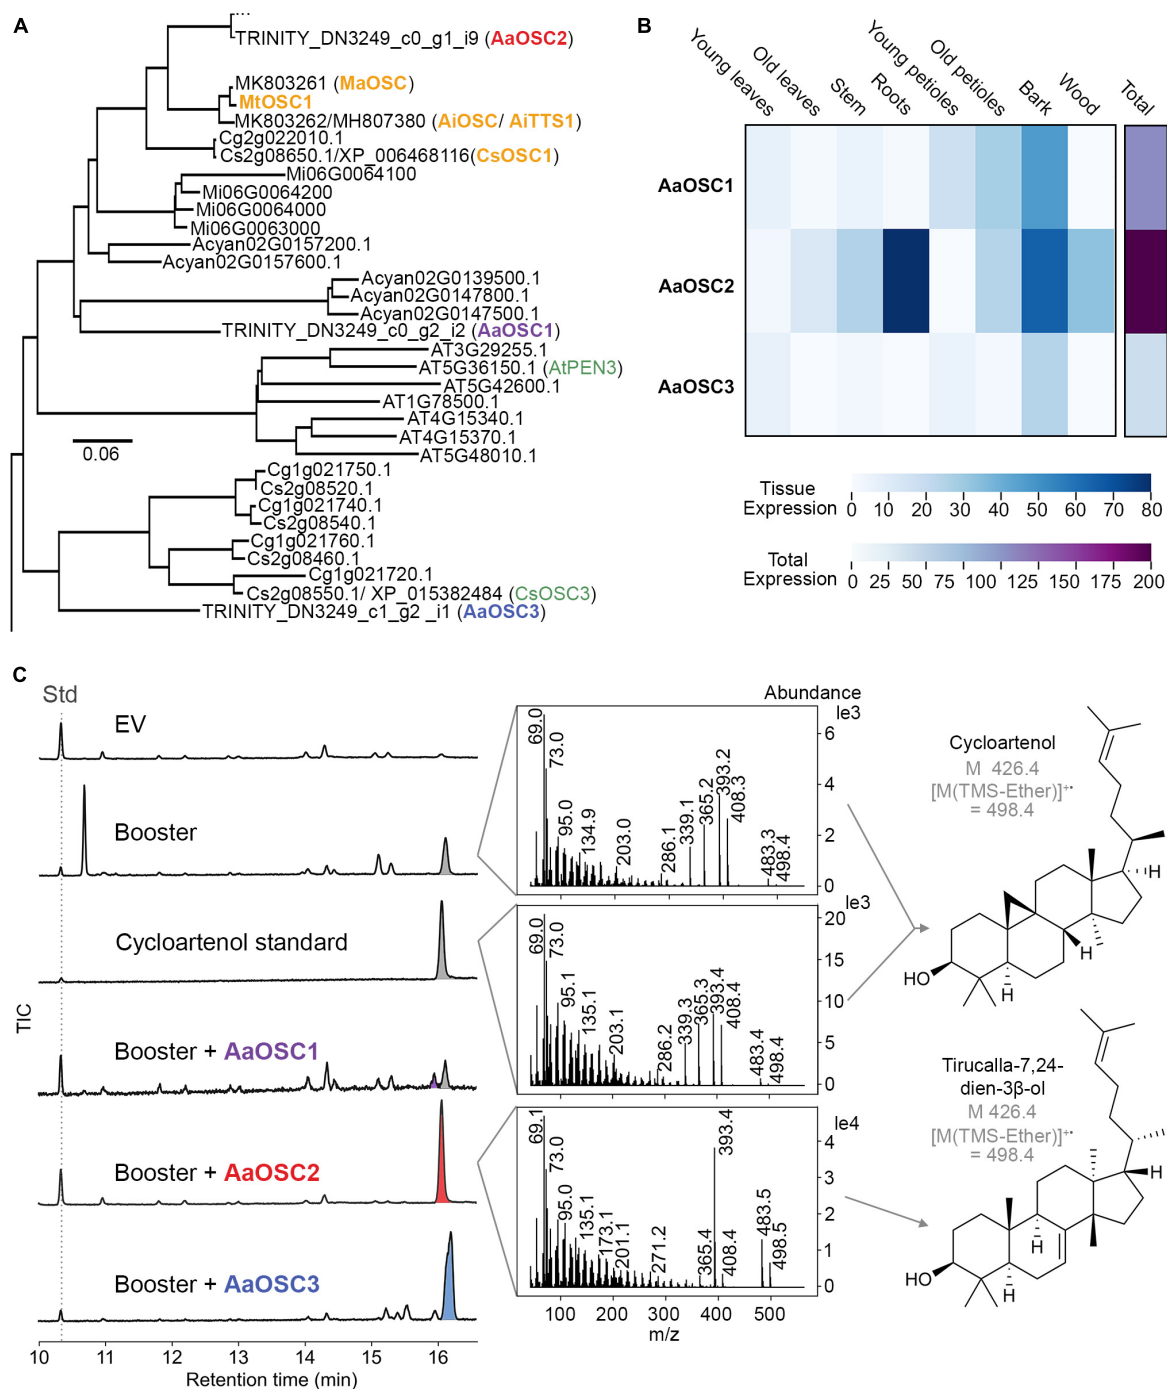 A
...
TRINITY_DN3249_c0_g1_i9 (AaOSC2)
MK803261 (MaOSC)
MtOSC1
MK803262/MH807380 (AiOSC/ AiTTS1)
Cg2g022010.1
Cs2g08650.1/XP_006468116(CsOSC1)
Mi06G0064100
Mi06G0064200
Mi06G0064000
Mi06G0063000
Acyan02G0157200.1
Acyan02G0157600.1
Acyan02G0139500.1
Acyan02G0147800.1
Acyan02G0147500.1
TRINITY_DN3249_c0_g2_i2 (AaOSC1)
AT3G29255.1
AT5G36150.1 (AtPEN3)
AT5G42600.1
AT1G78500.1
AT4G15340.1
AT4G15370.1
AT5G48010.1
0.06
Cg1g021750.1
Cs2g08520.1
Cg1g021740.1
Cs2g08540.1
Cg1g021760.1
Cs2g08460.1
Cg1g021720.1
Cs2g08550.1/ XP_015382484 (CsOSC3)
TRINITY_DN3249_c1_g2 _i1 (AaOSC3)
B
Young leaves
Old leaves
Stem
Roots
Young petioles
Old petioles
Bark
Wood
Total
AaOSC1
AaOSC2
AaOSC3
Tissue Expression
0 10 20 30 40 50 60 70 80
Total Expression
0 25 50 75 100 125 150 175 200
C
Std
EV
Booster
Cycloartenol standard
Booster + AaOSC1
Booster + AaOSC2
Booster + AaOSC3
TIC
10 11 12 13 14 15 16
Retention time (min)
Abundance
le3
6
4
2
0
69.0
73.0
95.0
134.9
203.0
286.1
339.1
365.2
393.2
408.3
483.3
498.4
le3
20
15
10
5
0
69.0
73.0
95.1
135.1
203.1
286.2
339.3
365.3
393.4
408.4
483.4
498.4
le4
4
3
2
1
0
69.1
73.0
95.0
135.1
173.1
201.1
271.2
365.4
393.4
408.4
483.5
498.5
100 200 300 400 500
m/z
Cycloartenol
M 426.4
[M(TMS-Ether)]+•
= 498.4
H
H
H
HO
Tirucalla-7,24-
dien-3β-ol
M 426.4
[M(TMS-Ether)]+•
= 498.4
H
H
H
HO